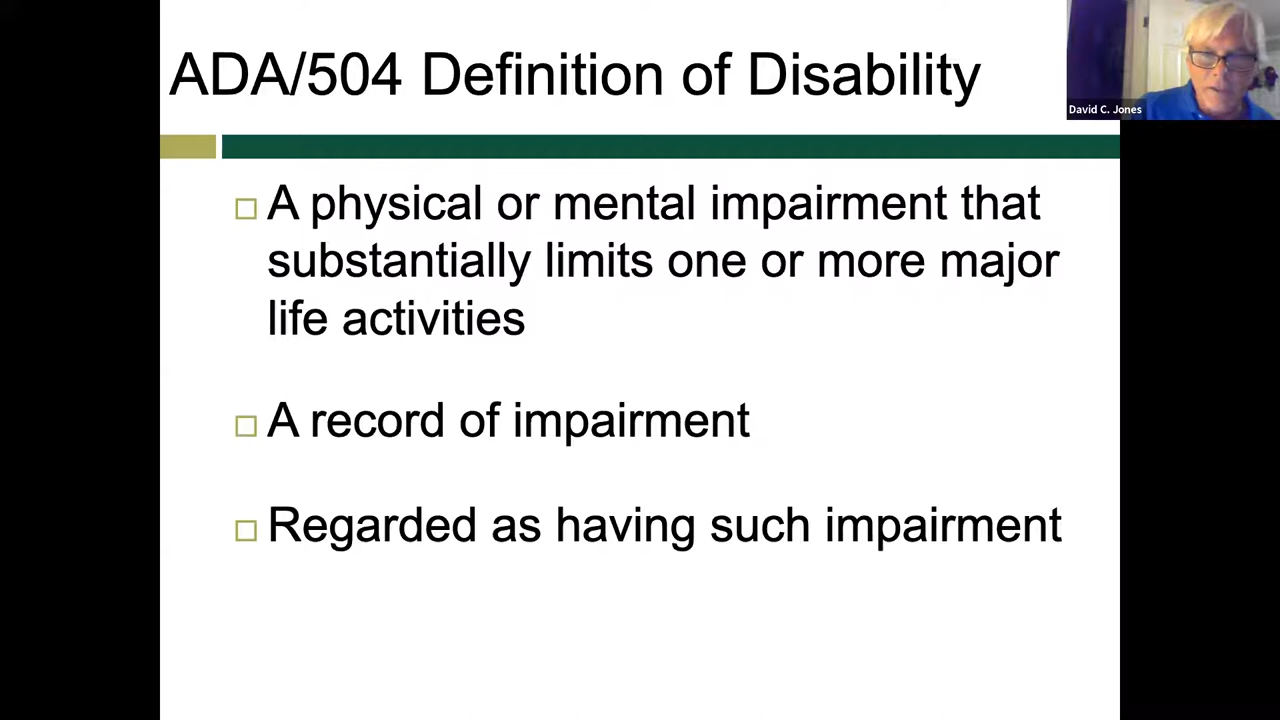 ADA/504 Definition of Disability
David C. Jones
A physical or mental impairment that
substantially limits one or more major
life activities
A record of impairment
Regarded as having such impairment